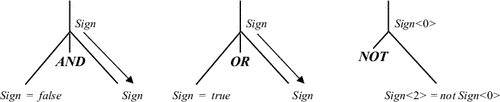 Sign Sign Sign<0>
AND OR NOT
Sign = false Sign Sign = true Sign Sign<2> = not Sign<0>